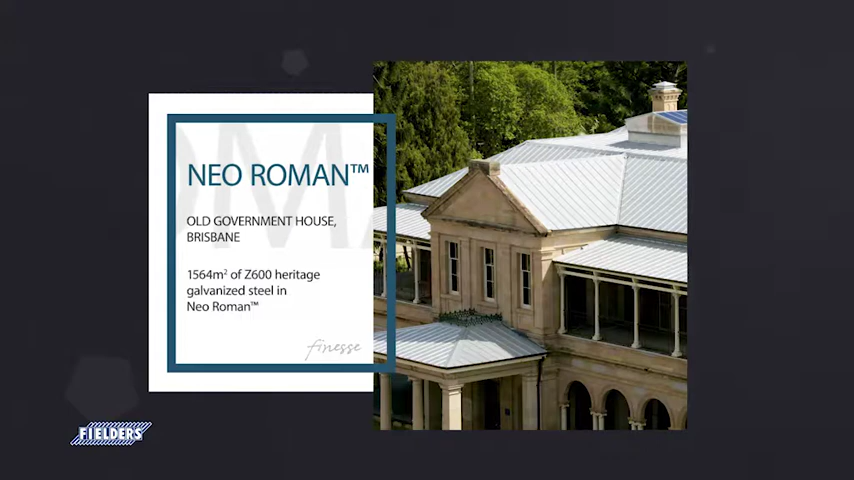 NEO ROMAN™
OLD GOVERNMENT HOUSE,
BRISBANE
1564m² of Z600 heritage
galvanized steel in
Neo Roman™
finesse
FIELDERS